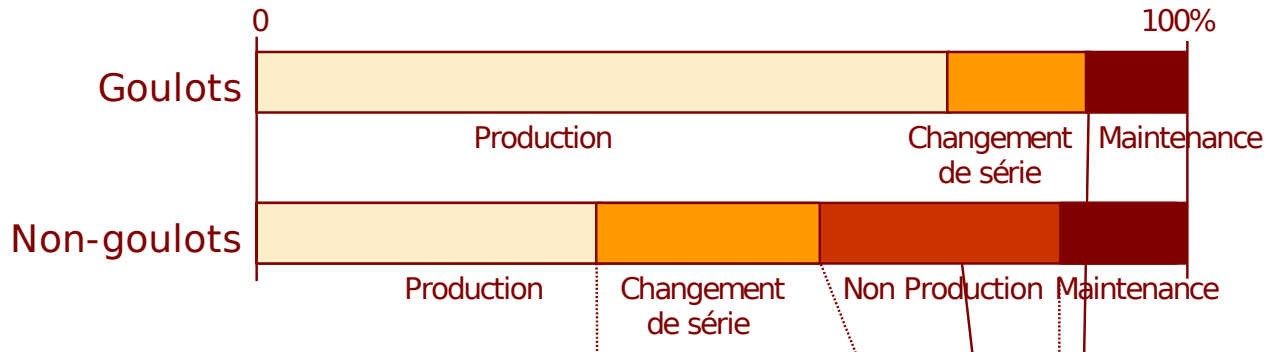 0 100%
Goulots
Production Changement Maintenance
de série
Non-goulots
Production Changement Non Production Maintenance
de série